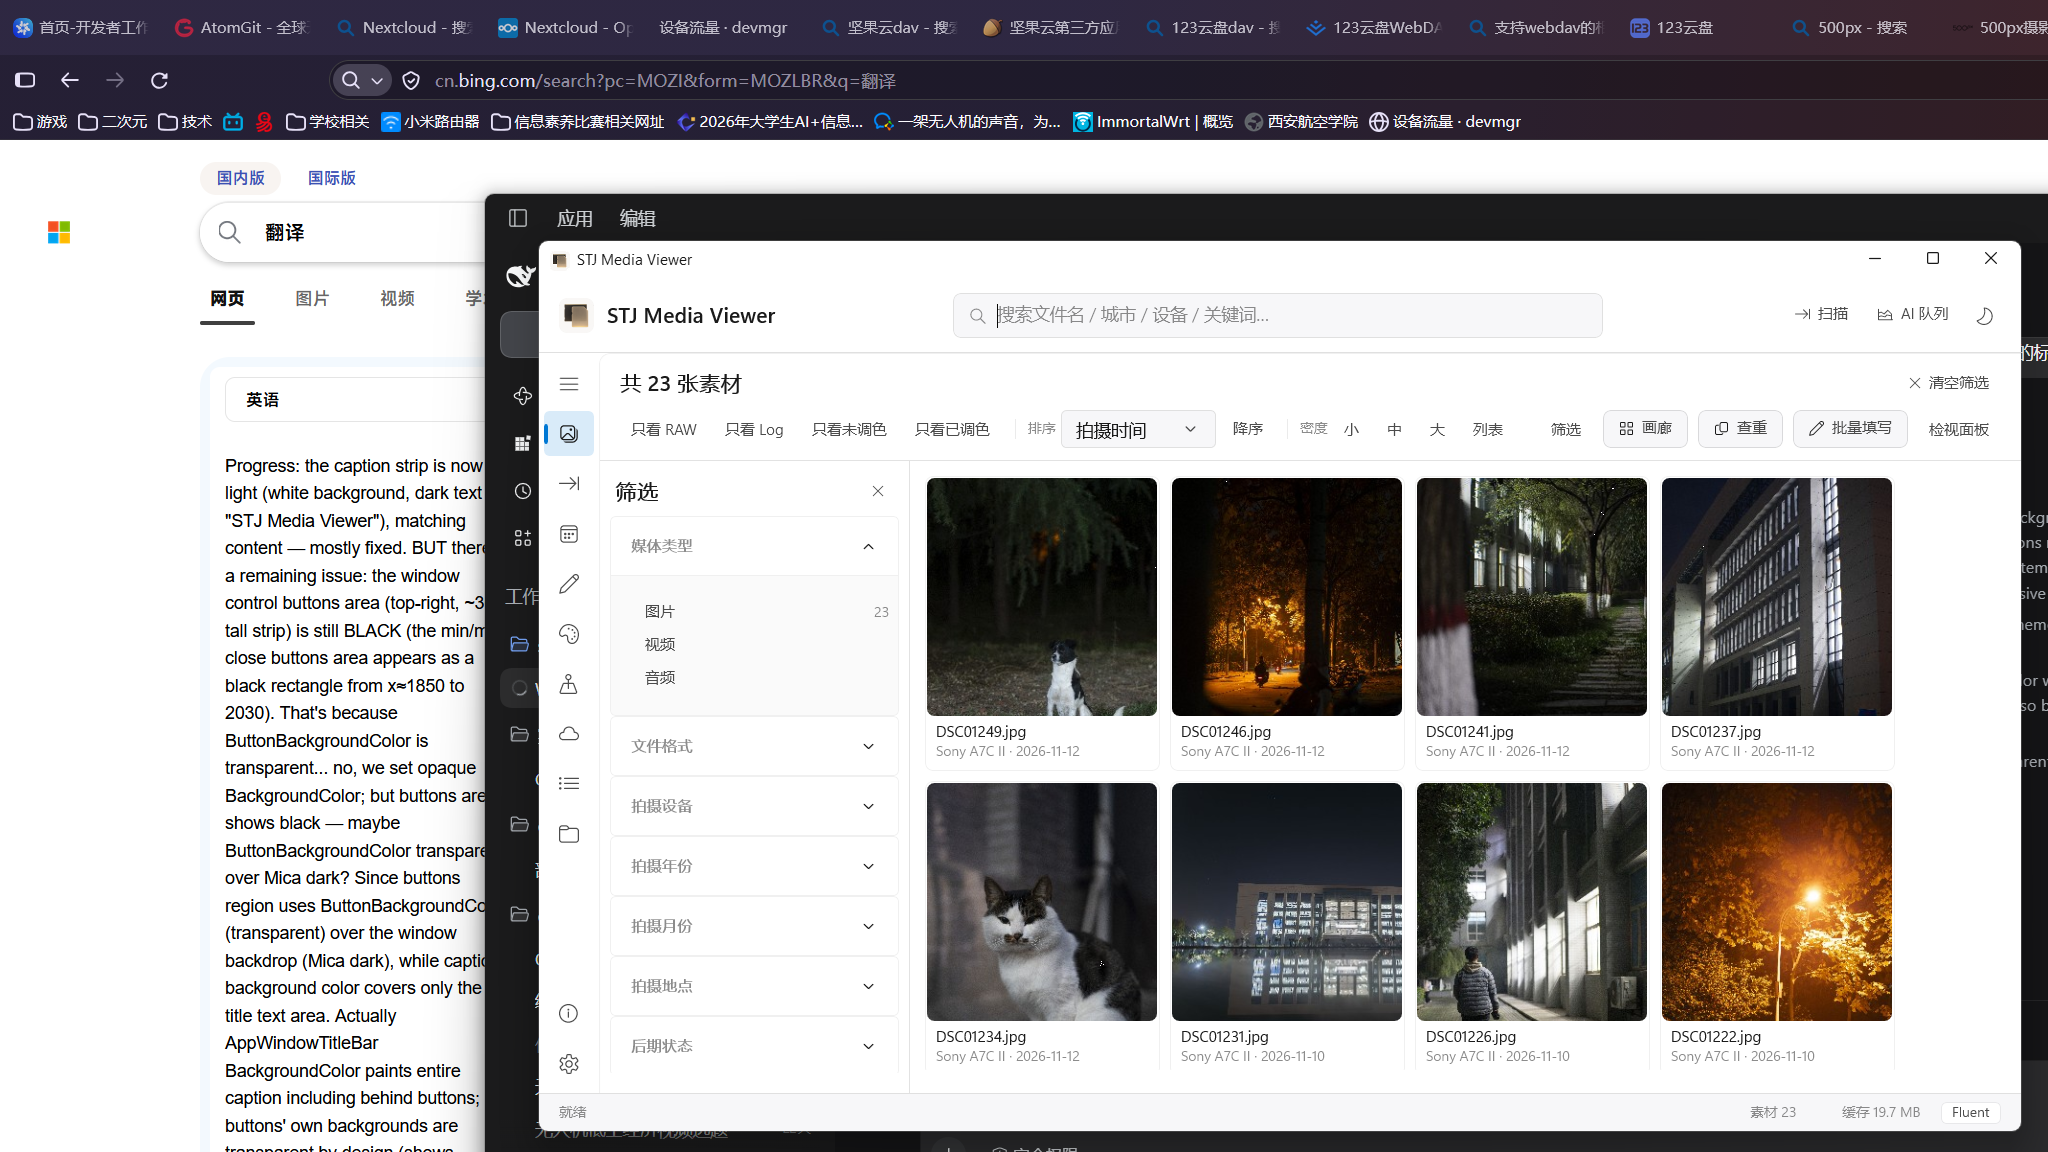 首页-开发者工作
AtomGit - 全球
Nextcloud - 搜
Nextcloud - Op
设备流量 · devmgr
坚果云dav - 搜
坚果云第三方应
123云盘dav - 搜
123云盘WebDA
支持webdav的
123云盘
500px - 搜索
500px摄影
cn.bing.com/search?pc=MOZI&form=MOZLBR&q=翻译
游戏
二次元
技术
学校相关
小米路由器
信息素养比赛相关网址
2026年大学生AI+信息...
一架无人机的声音，为...
ImmortalWrt | 概览
西安航空学院
设备流量 · devmgr
国内版
国际版
翻译
网页
图片
视频
学
英语
Progress: the caption strip is now
light (white background, dark text
"STJ Media Viewer"), matching
content — mostly fixed. BUT there
a remaining issue: the window
control buttons area (top-right, ~3
tall strip) is still BLACK (the min/m
close buttons area appears as a
black rectangle from x≈1850 to
2030). That's because
ButtonBackgroundColor is
transparent... no, we set opaque
BackgroundColor; but buttons are
shows black — maybe
ButtonBackgroundColor transpare
over Mica dark? Since buttons
region uses ButtonBackgroundCo
(transparent) over the window
backdrop (Mica dark), while captio
background color covers only the
title text area. Actually
AppWindowTitleBar
BackgroundColor paints entire
caption including behind buttons;
buttons' own backgrounds are
transparent by design (shows
应用
编辑
工作
STJ Media Viewer
STJ Media Viewer
搜索文件名 / 城市 / 设备 / 关键词...
扫描
AI 队列
共 23 张素材
清空筛选
只看 RAW
只看 Log
只看未调色
只看已调色
排序
拍摄时间
降序
密度
小
中
大
列表
筛选
画廊
查重
批量填写
检视面板
筛选
媒体类型
图片
23
视频
音频
文件格式
拍摄设备
拍摄年份
拍摄月份
拍摄地点
后期状态
DSC01249.jpg
Sony A7C II · 2026-11-12
DSC01246.jpg
Sony A7C II · 2026-11-12
DSC01241.jpg
Sony A7C II · 2026-11-12
DSC01237.jpg
Sony A7C II · 2026-11-12
DSC01234.jpg
Sony A7C II · 2026-11-12
DSC01231.jpg
Sony A7C II · 2026-11-10
DSC01226.jpg
Sony A7C II · 2026-11-10
DSC01222.jpg
Sony A7C II · 2026-11-10
就绪
素材 23
缓存 19.7 MB
Fluent
的标